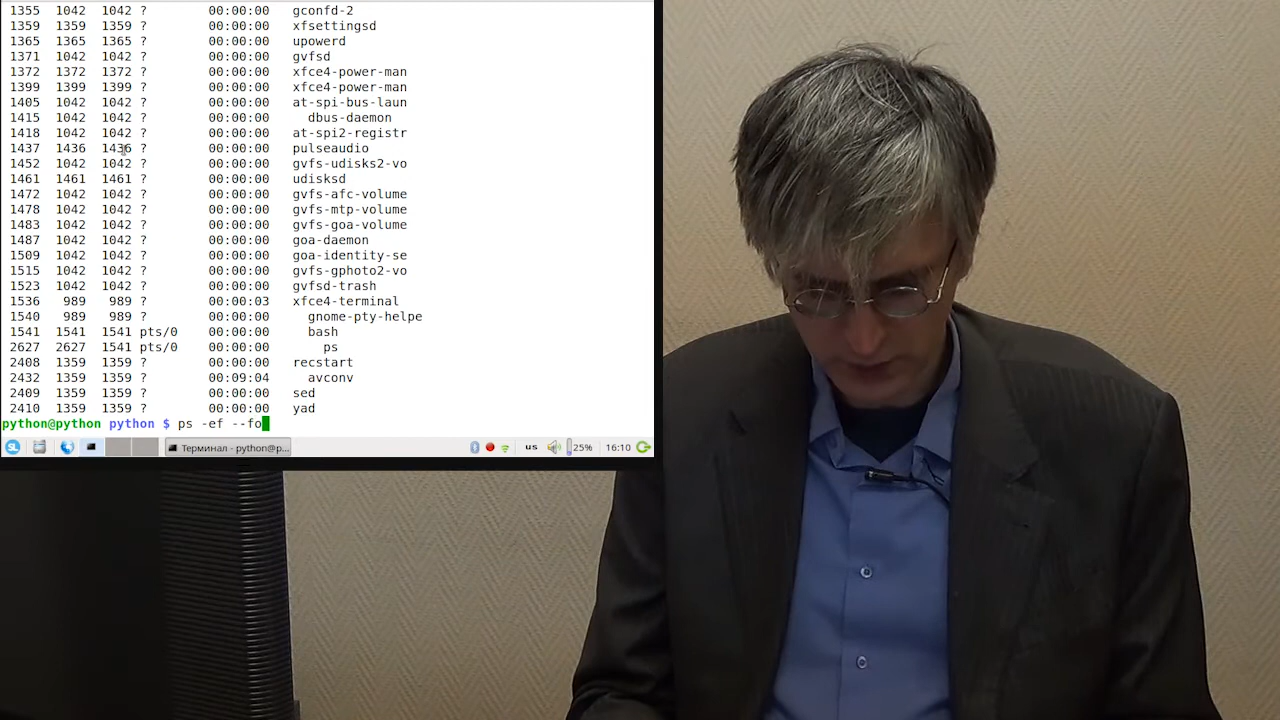 1355 1042 1042 ? 00:00:00 gconfd-2
1359 1359 1359 ? 00:00:00 xfsettingsd
1365 1365 1365 ? 00:00:00 upowerd
1371 1042 1042 ? 00:00:00 gvfsd
1372 1372 1372 ? 00:00:00 xfce4-power-man
1399 1399 1399 ? 00:00:00 xfce4-power-man
1405 1042 1042 ? 00:00:00 at-spi-bus-laun
1415 1042 1042 ? 00:00:00 dbus-daemon
1418 1042 1042 ? 00:00:00 at-spi2-registr
1437 1436 1436 ? 00:00:00 pulseaudio
1452 1042 1042 ? 00:00:00 gvfs-udisks2-vo
1461 1461 1461 ? 00:00:00 udisksd
1472 1042 1042 ? 00:00:00 gvfs-afc-volume
1478 1042 1042 ? 00:00:00 gvfs-mtp-volume
1483 1042 1042 ? 00:00:00 gvfs-goa-volume
1487 1042 1042 ? 00:00:00 goa-daemon
1509 1042 1042 ? 00:00:00 goa-identity-se
1515 1042 1042 ? 00:00:00 gvfs-gphoto2-vo
1523 1042 1042 ? 00:00:00 gvfsd-trash
1536 989 989 ? 00:00:03 xfce4-terminal
1540 989 989 ? 00:00:00 gnome-pty-helpe
1541 1541 1541 pts/0 00:00:00 bash
2627 2627 1541 pts/0 00:00:00 ps
2408 1359 1359 ? 00:00:00 recstart
2432 1359 1359 ? 00:09:04 avconv
2409 1359 1359 ? 00:00:00 sed
2410 1359 1359 ? 00:00:00 yad
python@python python $ ps -ef --fo
SL Терминал - python@p... us 25% 16:10